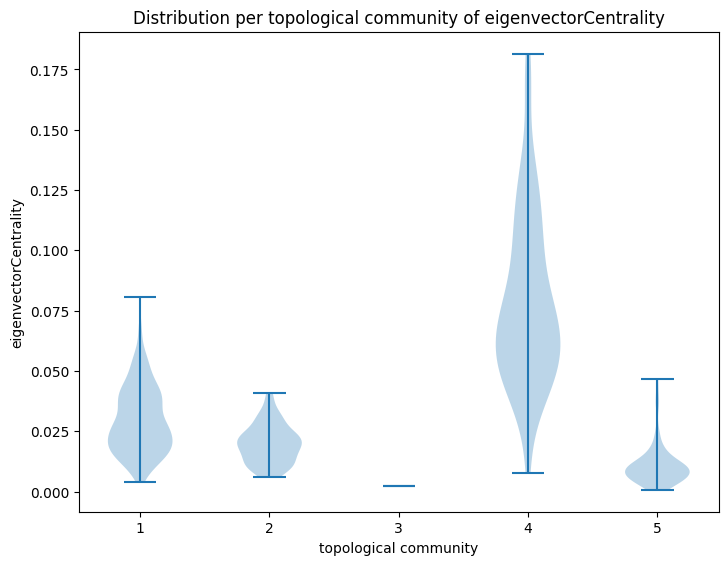 Distribution per topological community of eigenvectorCentrality
0.175
0.150
0.125
0.100
0.075
0.050
0.025
0.000
eigenvectorCentrality
1 2 3 4 5
topological community